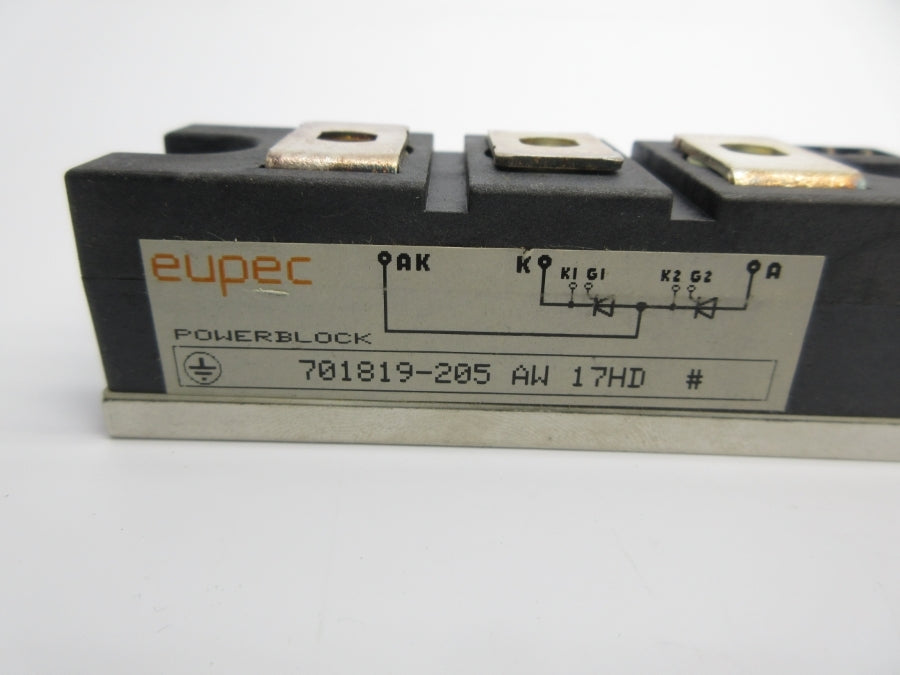 eupec
AK K A
K1 G1 K2 G2
POWERBLOCK
701819-205 AW 17HD #